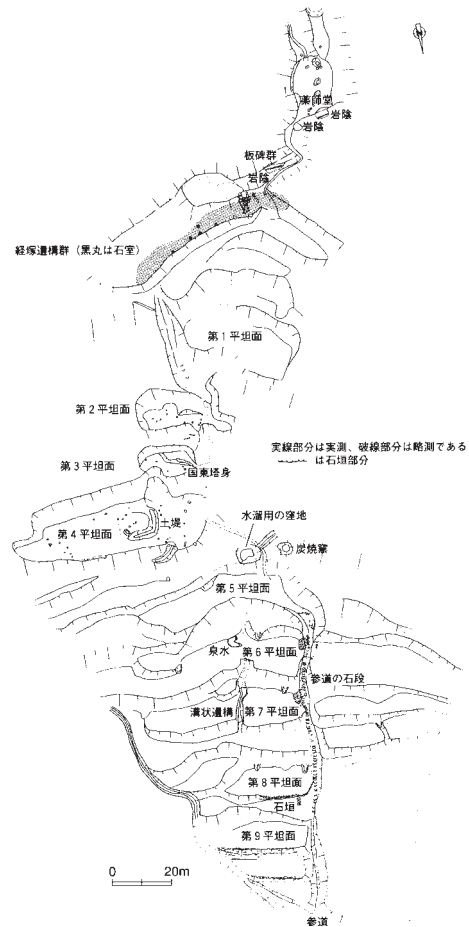 薬師堂
岩陰
岩陰
板碑群
岩陰
経塚遺構群(黒丸は石室)
第1平坦面
第2平坦面
実線部分は実測、破線部分は略測である
は石垣部分
第3平坦面
国東塔身
第4平坦面
土堤
水溜用の窪地
炭焼窯
第5平坦面
泉水
第6平坦面
参道の石段
溝状遺構
第7平坦面
第8平坦面
石垣
第9平坦面
0 20m
参道